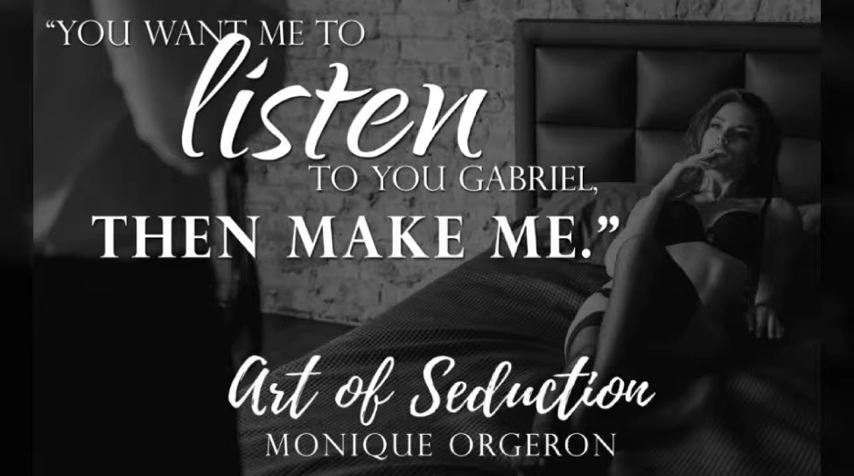 “YOU WANT ME TO
listen
TO YOU GABRIEL,
THEN MAKE ME.”
Art of Seduction
MONIQUE ORGERON